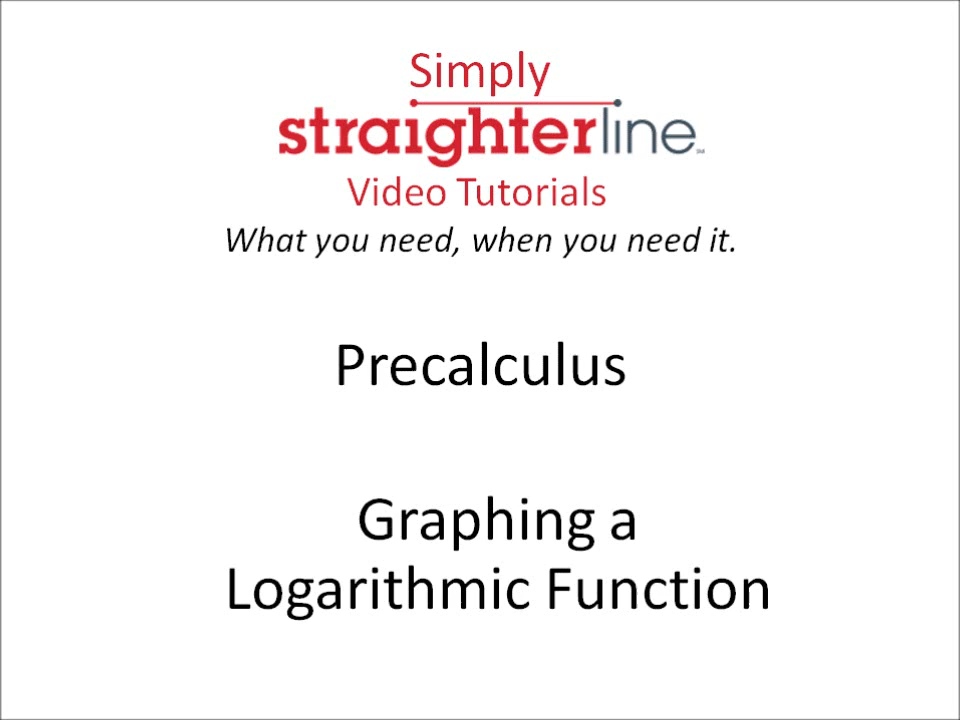 Simply
straighterline
Video Tutorials
What you need, when you need it.
Precalculus
Graphing a
Logarithmic Function